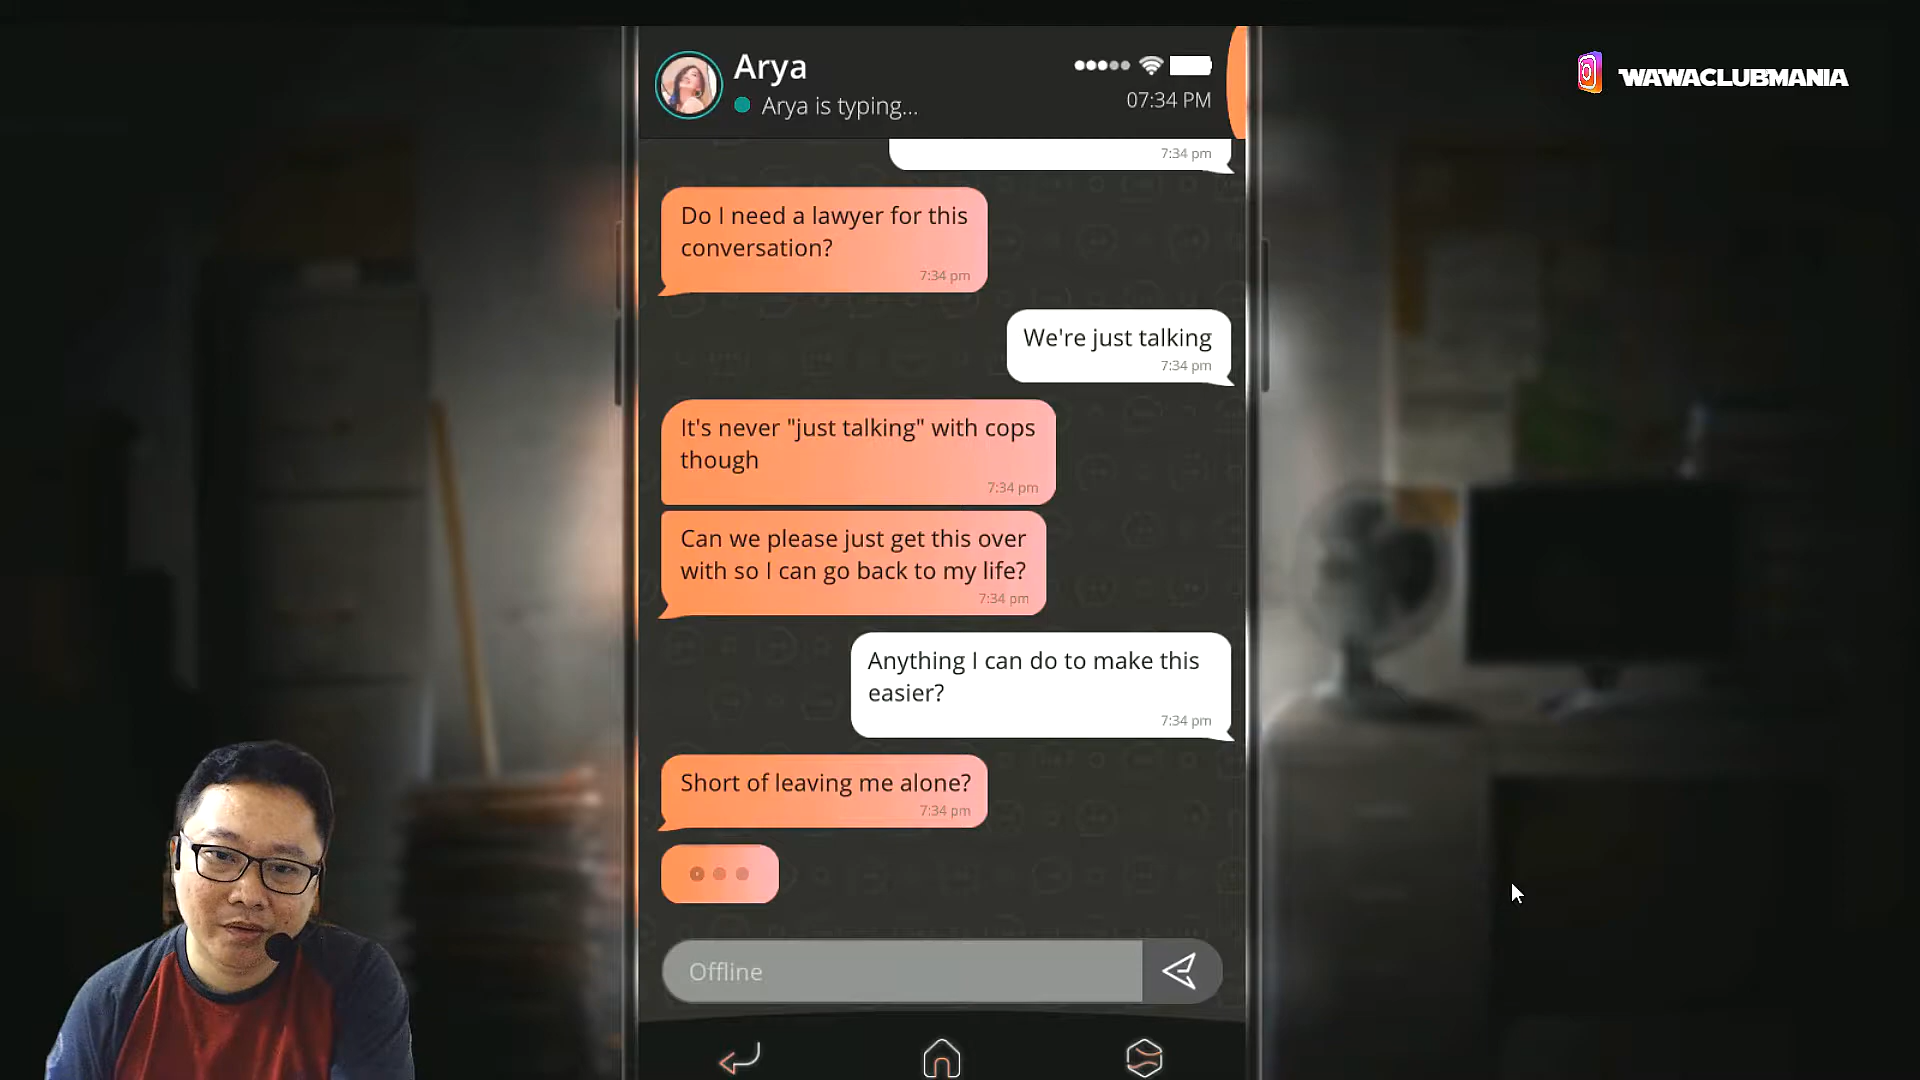 Arya
Arya is typing...
07:34 PM
WAWACLUBMANIA
7:34 pm
Do I need a lawyer for this
conversation?
7:34 pm
We're just talking
7:34 pm
It's never "just talking" with cops
though
7:34 pm
Can we please just get this over
with so I can go back to my life?
7:34 pm
Anything I can do to make this
easier?
7:34 pm
Short of leaving me alone?
7:34 pm
Offline